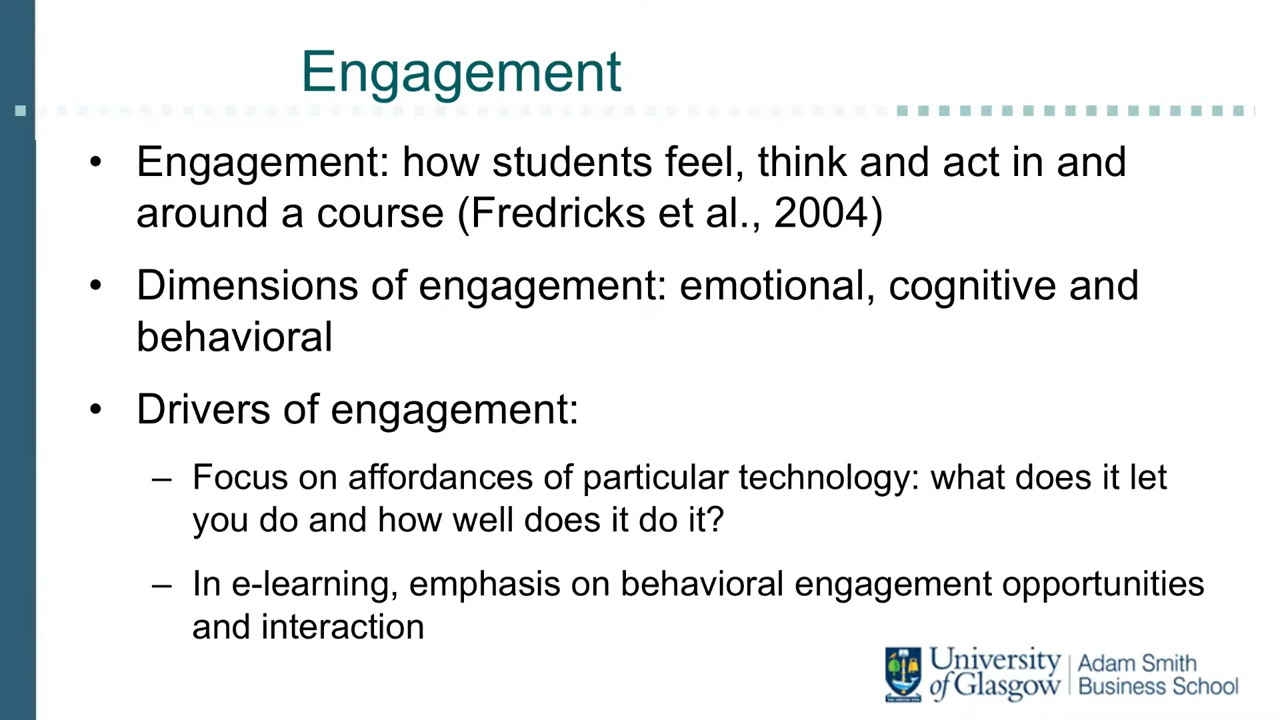 Engagement
• Engagement: how students feel, think and act in and
around a course (Fredricks et al., 2004)
• Dimensions of engagement: emotional, cognitive and
behavioral
• Drivers of engagement:
– Focus on affordances of particular technology: what does it let
you do and how well does it do it?
– In e-learning, emphasis on behavioral engagement opportunities
and interaction
University
of Glasgow
Adam Smith
Business School